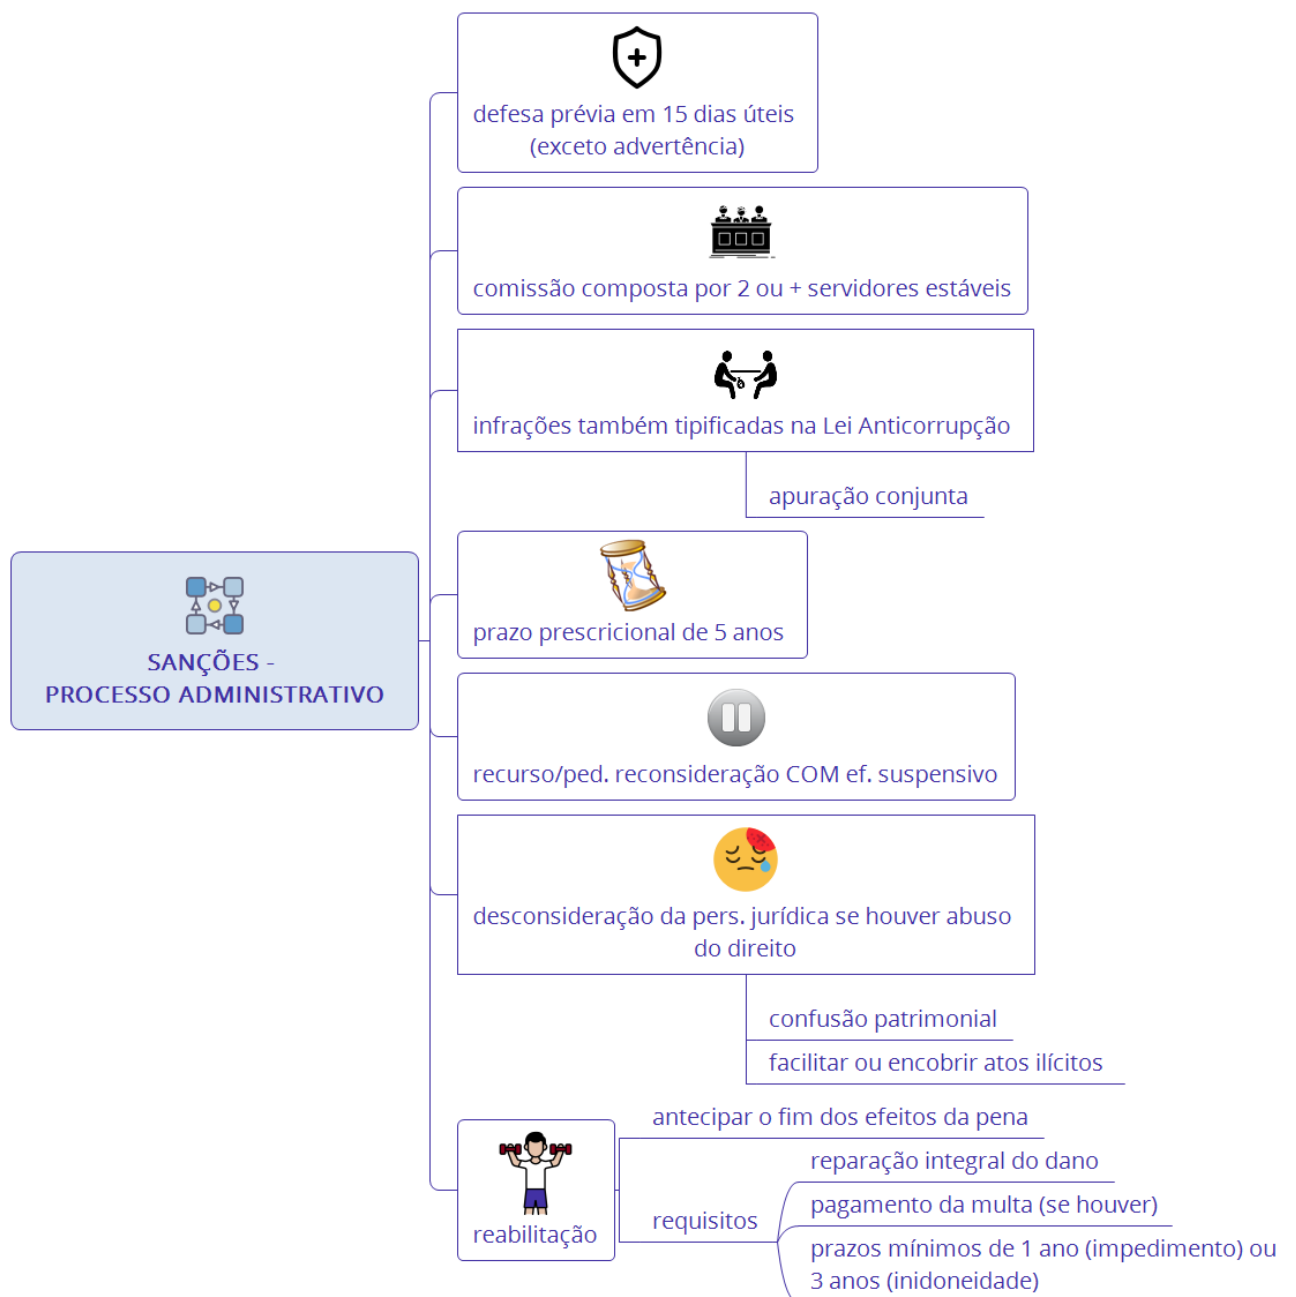 defesa prévia em 15 dias úteis
(exceto advertência)
comissão composta por 2 ou + servidores estáveis
infrações também tipificadas na Lei Anticorrupção
apuração conjunta
prazo prescricional de 5 anos
SANÇÕES -
PROCESSO ADMINISTRATIVO
recurso/ped. reconsideração COM ef. suspensivo
desconsideração da pers. jurídica se houver abuso
do direito
confusão patrimonial
facilitar ou encobrir atos ilícitos
reabilitação
antecipar o fim dos efeitos da pena
requisitos
reparação integral do dano
pagamento da multa (se houver)
prazos mínimos de 1 ano (impedimento) ou
3 anos (inidoneidade)